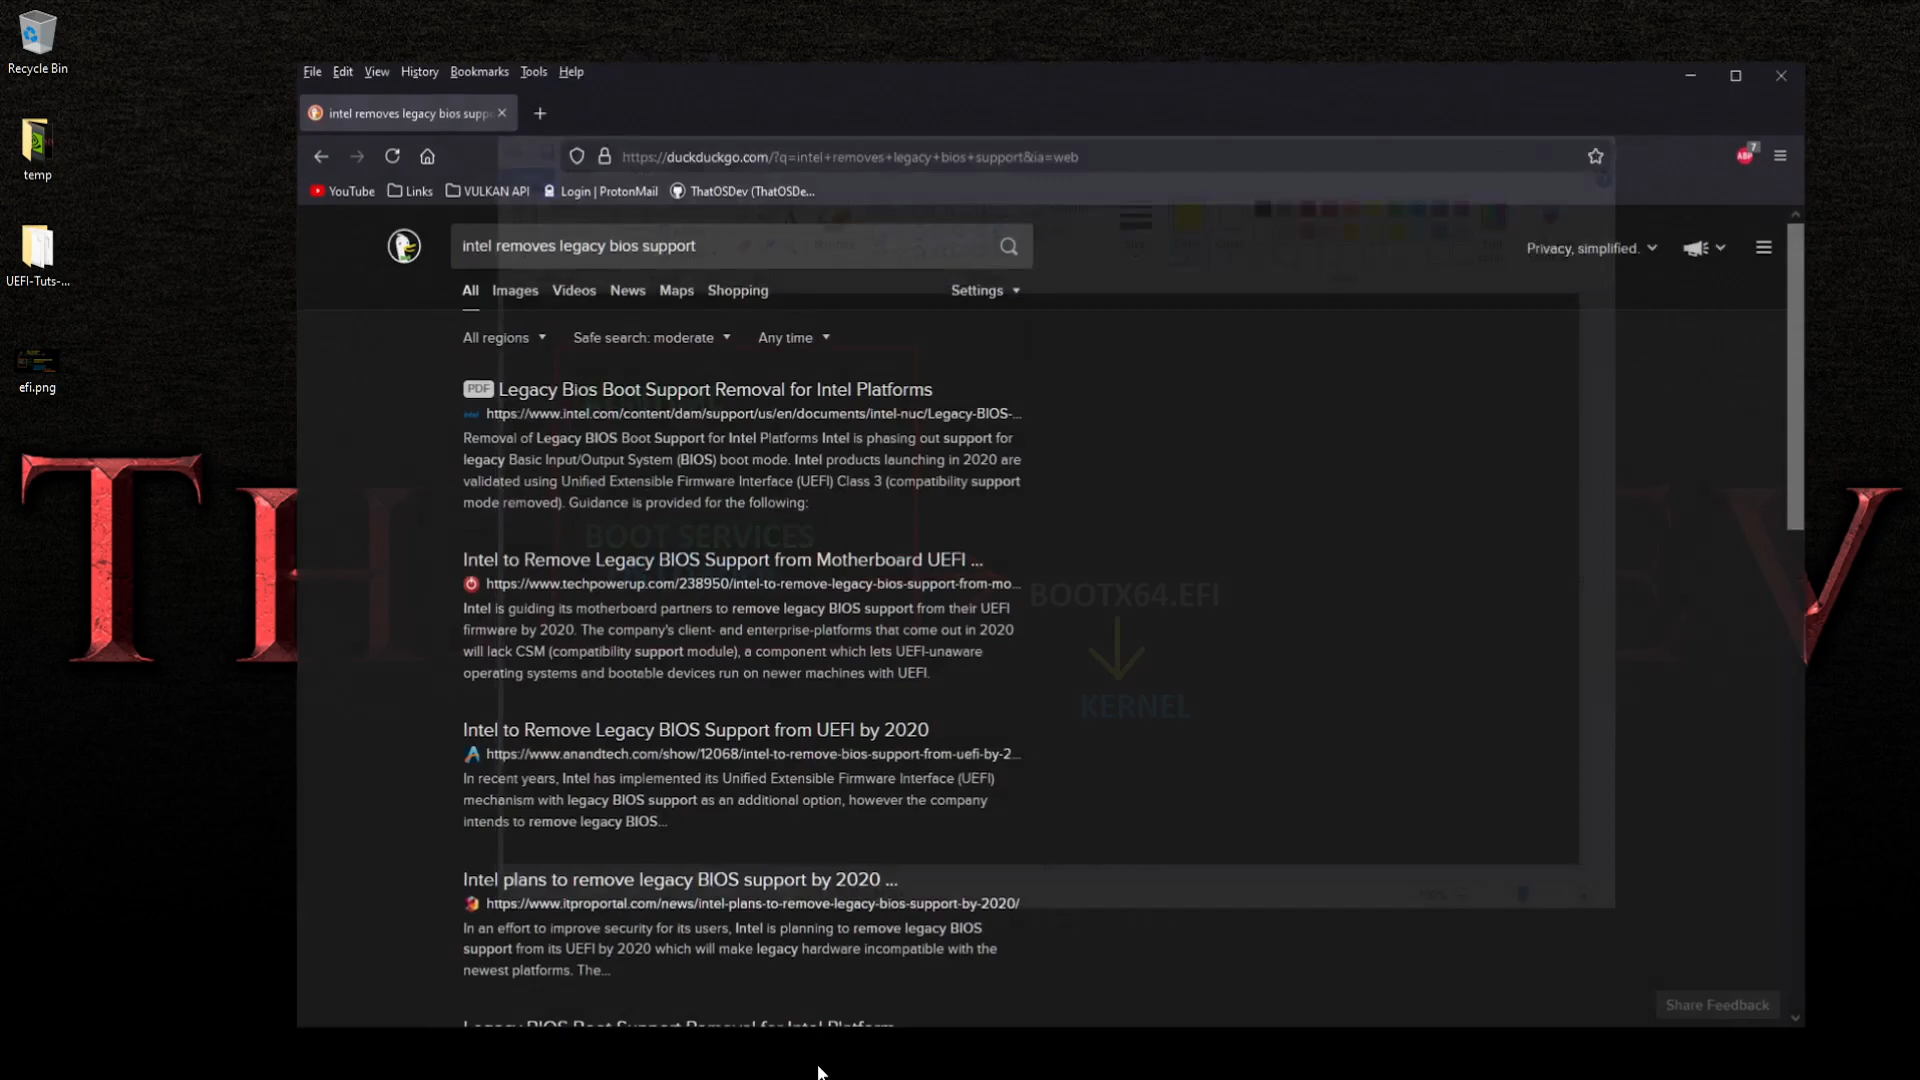 Recycle Bin
temp
UEFI-Tuts-...
efi.png
File Edit View History Bookmarks Tools Help
intel removes legacy bios supp
https://duckduckgo.com/?q=intel+removes+legacy+bios+support&ia=web
7
YouTube Links VULKAN API Login | ProtonMail ThatOSDev (ThatOSDe...
intel removes legacy bios support
Privacy, simplified.
All Images Videos News Maps Shopping Settings
All regions Safe search: moderate Any time
PDF Legacy Bios Boot Support Removal for Intel Platforms
https://www.intel.com/content/dam/support/us/en/documents/intel-nuc/Legacy-BIOS-...
Removal of Legacy BIOS Boot Support for Intel Platforms Intel is phasing out support for
legacy Basic Input/Output System (BIOS) boot mode. Intel products launching in 2020 are
validated using Unified Extensible Firmware Interface (UEFI) Class 3 (compatibility support
mode removed). Guidance is provided for the following:
BOOT SERVICES
Intel to Remove Legacy BIOS Support from Motherboard UEFI ...
https://www.techpowerup.com/238950/intel-to-remove-legacy-bios-support-from-mo...
Intel is guiding its motherboard partners to remove legacy BIOS support from their UEFI
firmware by 2020. The company's client- and enterprise-platforms that come out in 2020
will lack CSM (compatibility support module), a component which lets UEFI-unaware
operating systems and bootable devices run on newer machines with UEFI.
BOOTX64.EFI
KERNEL
Intel to Remove Legacy BIOS Support from UEFI by 2020
https://www.anandtech.com/show/12068/intel-to-remove-bios-support-from-uefi-by-2...
In recent years, Intel has implemented its Unified Extensible Firmware Interface (UEFI)
mechanism with legacy BIOS support as an additional option, however the company
intends to remove legacy BIOS...
Intel plans to remove legacy BIOS support by 2020 ...
https://www.itproportal.com/news/intel-plans-to-remove-legacy-bios-support-by-2020/
In an effort to improve security for its users, Intel is planning to remove legacy BIOS
support from its UEFI by 2020 which will make legacy hardware incompatible with the
newest platforms. The...
Legacy BIOS Boot Support Removal for Intel Platform
Share Feedback
TH EV